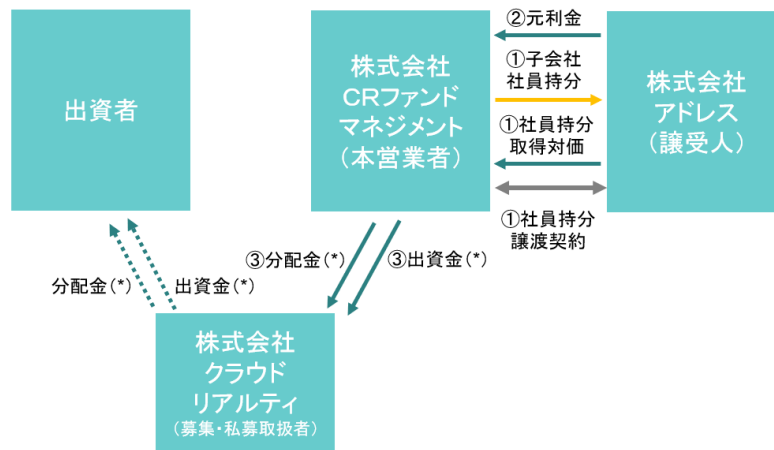 出資者
株式会社
CRファンド
マネジメント
(本営業者)
②元利金
①子会社
社員持分
①社員持分
取得対価
①社員持分
譲渡契約
株式会社
アドレス
(譲受人)
③分配金(*)
③出資金(*)
分配金(*)
出資金(*)
株式会社
クラウド
リアルティ
(募集・私募取扱者)